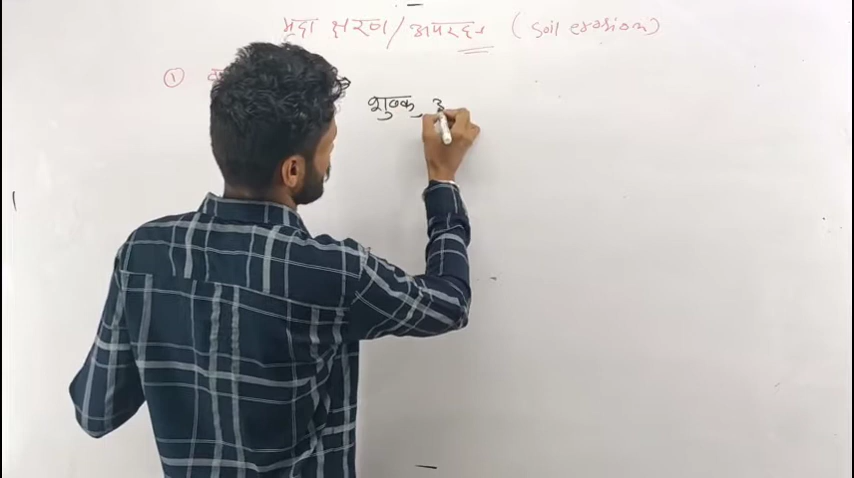 मृदा क्षरण/अपरदन (Soil erosion)
①
शुष्क,